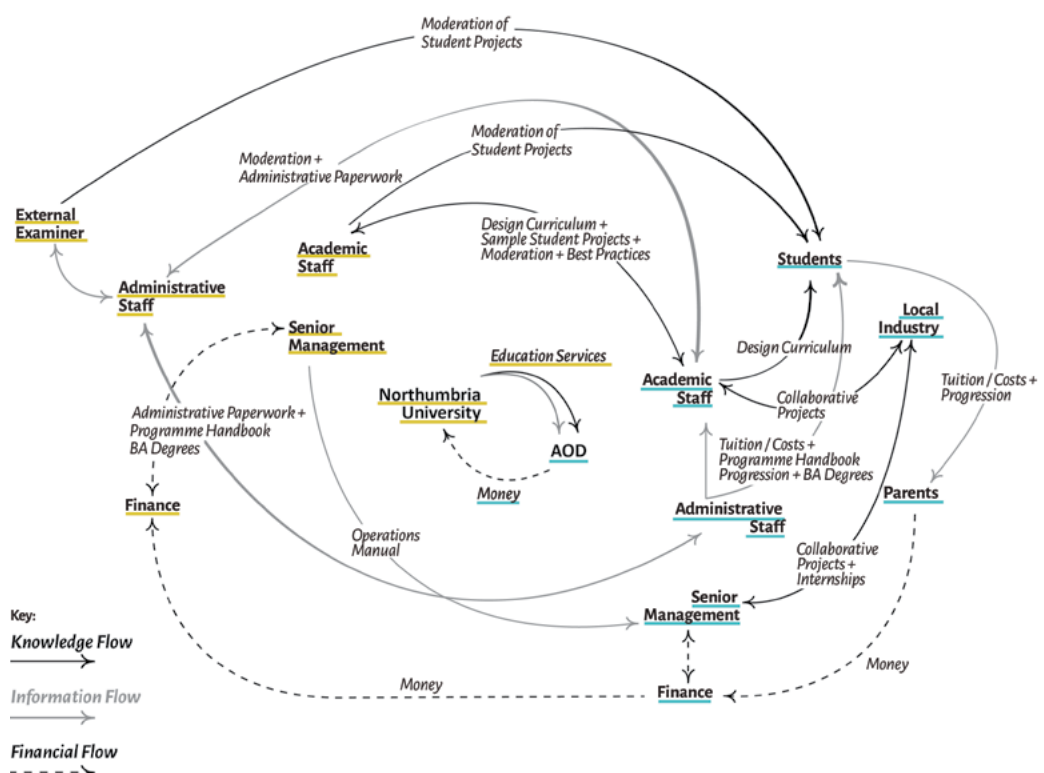 Moderation of
Student Projects
Moderation of
Student Projects
Moderation +
Administrative Paperwork
External
Examiner
Academic
Staff
Design Curriculum +
Sample Student Projects +
Moderation + Best Practices
Students
Administrative
Staff
Senior
Management
Local
Industry
Education Services
Design Curriculum
Northumbria
University
Academic
Staff
Collaborative
Projects
Tuition / Costs +
Progression
Administrative Paperwork +
Programme Handbook
BA Degrees
AOD
Tuition / Costs +
Programme Handbook
Progression + BA Degrees
Money
Finance
Parents
Administrative
Staff
Operations
Manual
Collaborative
Projects +
Internships
Senior
Management
Money
Money
Finance
Key:
Knowledge Flow
Information Flow
Financial Flow